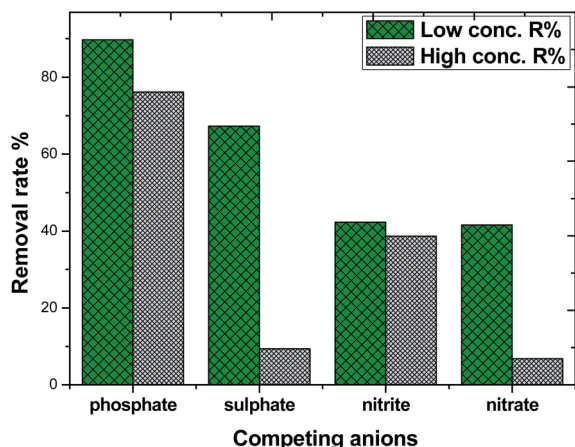 Low conc. R%
High conc. R%
Removal rate %
80
60
40
20
0
phosphate sulphate nitrite nitrate
Competing anions